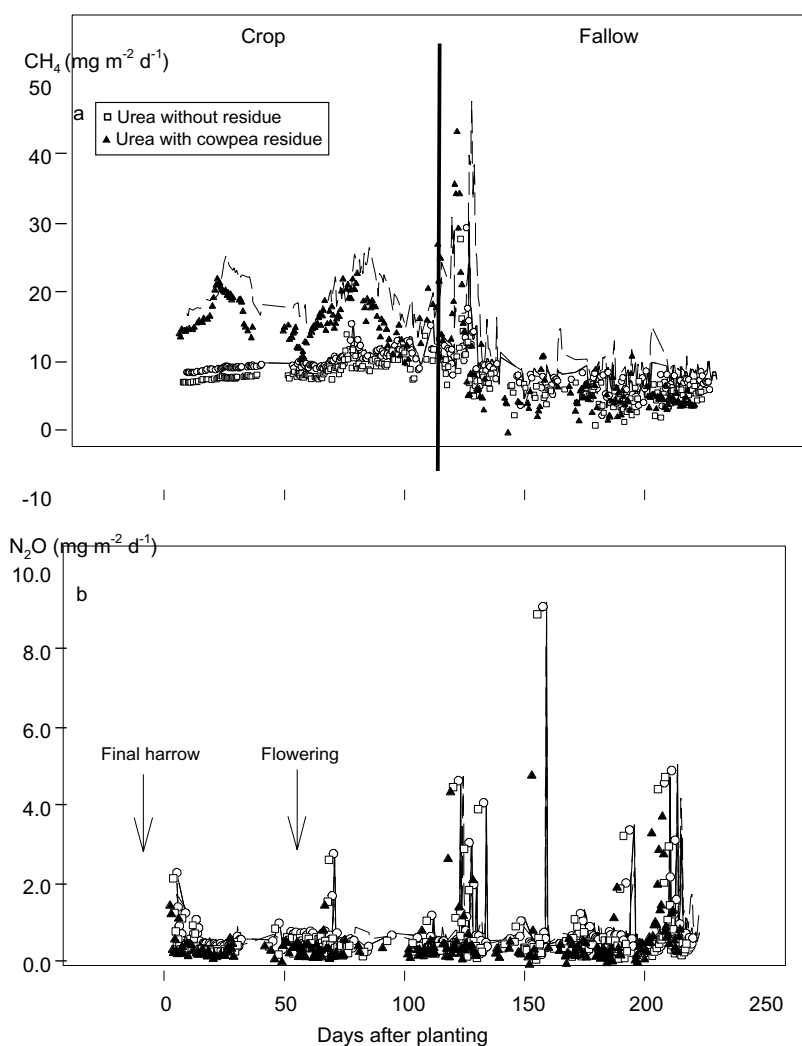 Crop Fallow
CH₄ (mg m⁻² d⁻¹)
50
a
Urea without residue
Urea with cowpea residue
40
30
20
10
0
-10
N₂O (mg m⁻² d⁻¹)
10.0
b
8.0
6.0
Final harrow Flowering
4.0
2.0
0.0
0 50 100 150 200 250
Days after planting